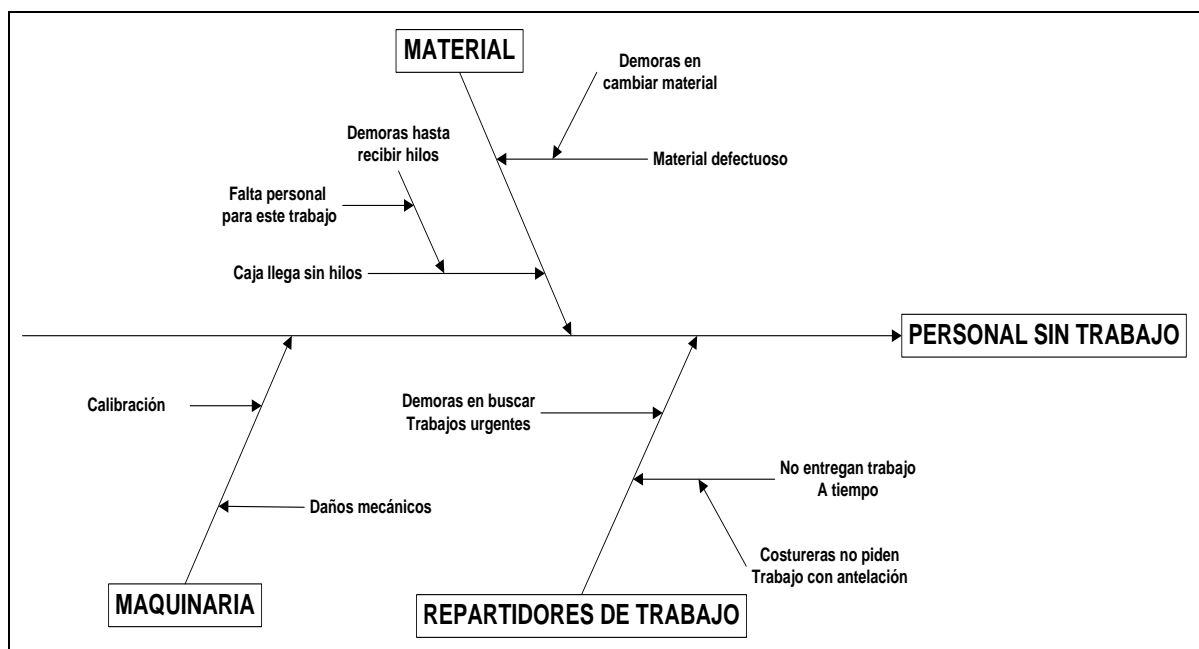 MATERIAL
Demoras en
cambiar material
Demoras hasta
recibir hilos
Material defectuoso
Falta personal
para este trabajo
Caja llega sin hilos
PERSONAL SIN TRABAJO
Calibración
Demoras en buscar
Trabajos urgentes
No entregan trabajo
A tiempo
Daños mecánicos
Costureras no piden
Trabajo con antelación
MAQUINARIA
REPARTIDORES DE TRABAJO